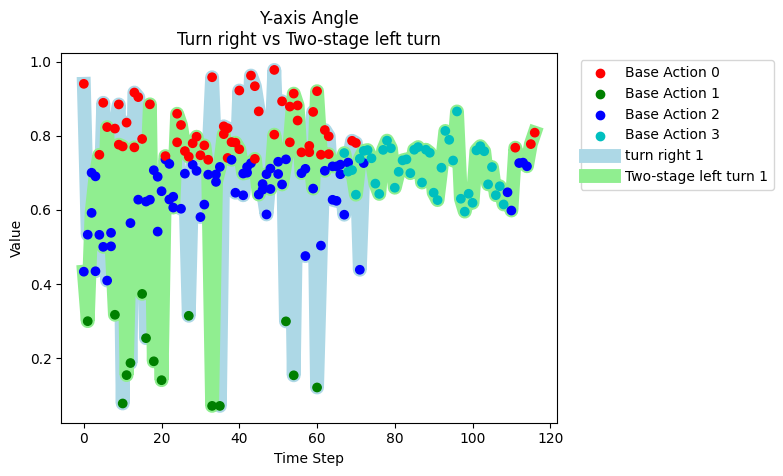 Y-axis Angle
Turn right vs Two-stage left turn
1.0
0.8
0.6
0.4
0.2
Value
0
20
40
60
80
100
120
Time Step
Base Action 0
Base Action 1
Base Action 2
Base Action 3
turn right 1
Two-stage left turn 1